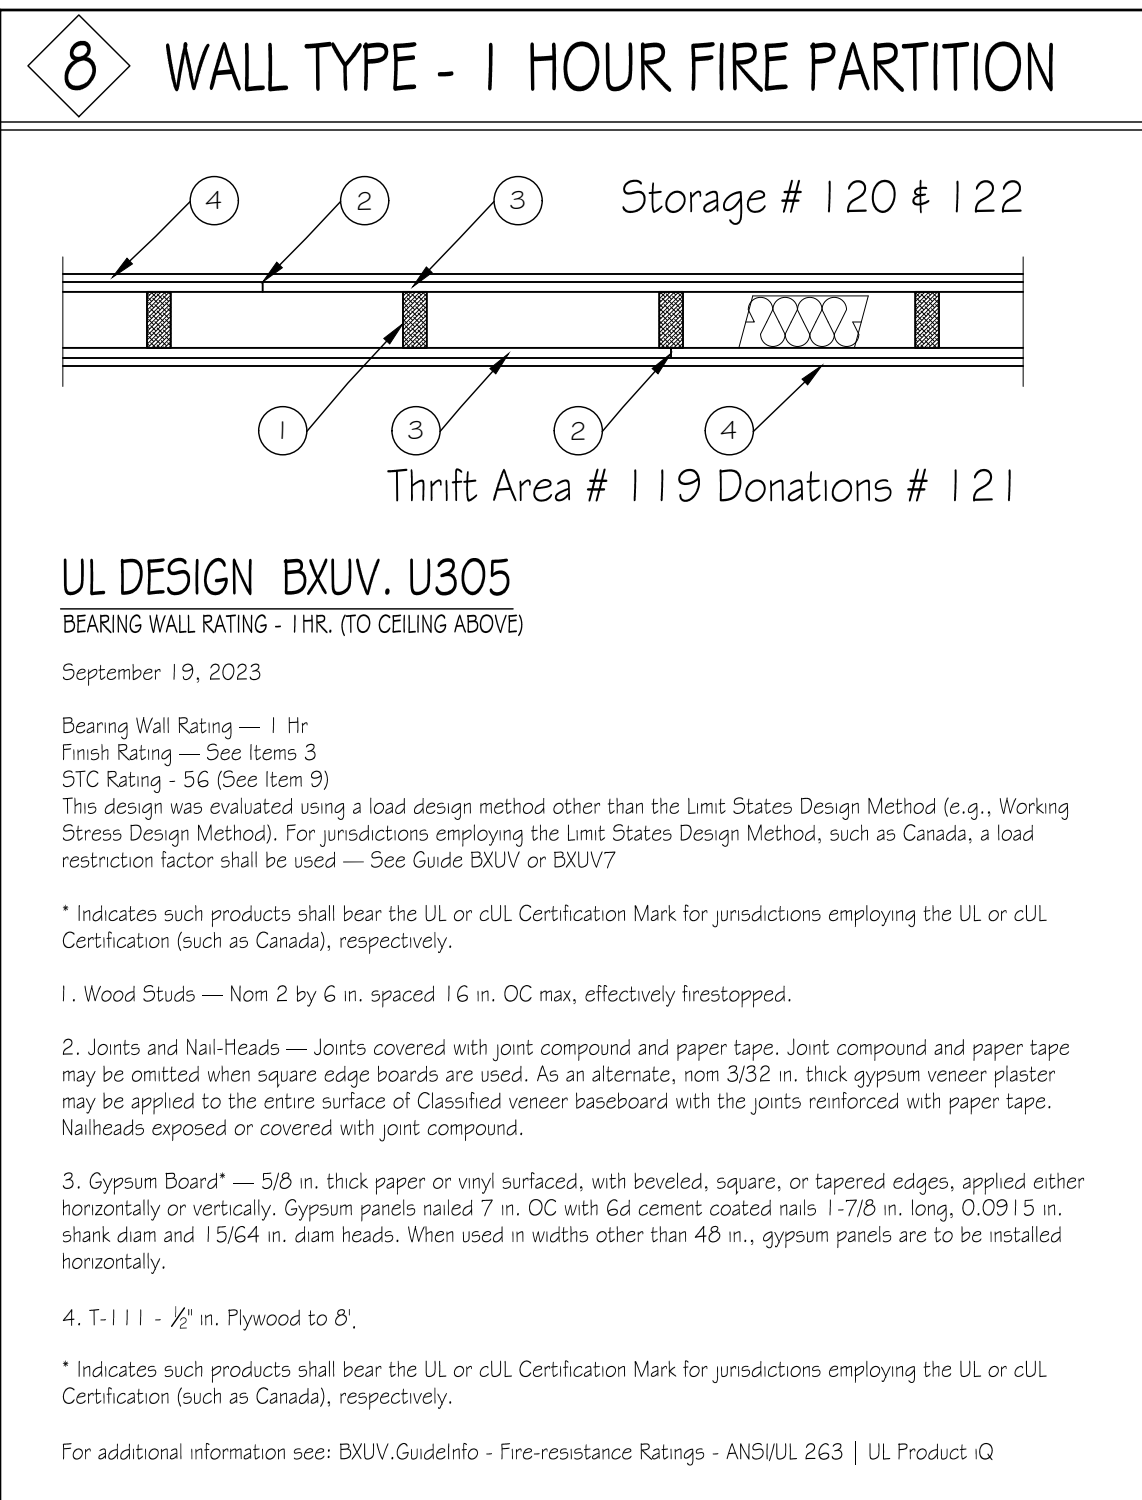 8 WALL TYPE - 1 HOUR FIRE PARTITION
4 2 3 Storage # 120 & 122
1 3 2 4
Thrift Area # 119 Donations # 121
UL DESIGN BXUV. U305
BEARING WALL RATING - 1HR. (TO CEILING ABOVE)
September 19, 2023
Bearing Wall Rating — 1 Hr
Finish Rating — See Items 3
STC Rating - 56 (See Item 9)
This design was evaluated using a load design method other than the Limit States Design Method (e.g., Working
Stress Design Method). For jurisdictions employing the Limit States Design Method, such as Canada, a load
restriction factor shall be used — See Guide BXUV or BXUV7
* Indicates such products shall bear the UL or cUL Certification Mark for jurisdictions employing the UL or cUL
Certification (such as Canada), respectively.
1. Wood Studs — Nom 2 by 6 in. spaced 16 in. OC max, effectively firestopped.
2. Joints and Nail-Heads — Joints covered with joint compound and paper tape. Joint compound and paper tape
may be omitted when square edge boards are used. As an alternate, nom 3/32 in. thick gypsum veneer plaster
may be applied to the entire surface of Classified veneer baseboard with the joints reinforced with paper tape.
Nailheads exposed or covered with joint compound.
3. Gypsum Board* — 5/8 in. thick paper or vinyl surfaced, with beveled, square, or tapered edges, applied either
horizontally or vertically. Gypsum panels nailed 7 in. OC with 6d cement coated nails 1-7/8 in. long, 0.0915 in.
shank diam and 15/64 in. diam heads. When used in widths other than 48 in., gypsum panels are to be installed
horizontally.
4. T-111 - ½" in. Plywood to 8'.
* Indicates such products shall bear the UL or cUL Certification Mark for jurisdictions employing the UL or cUL
Certification (such as Canada), respectively.
For additional information see: BXUV.GuideInfo - Fire-resistance Ratings - ANSI/UL 263 | UL Product iQ